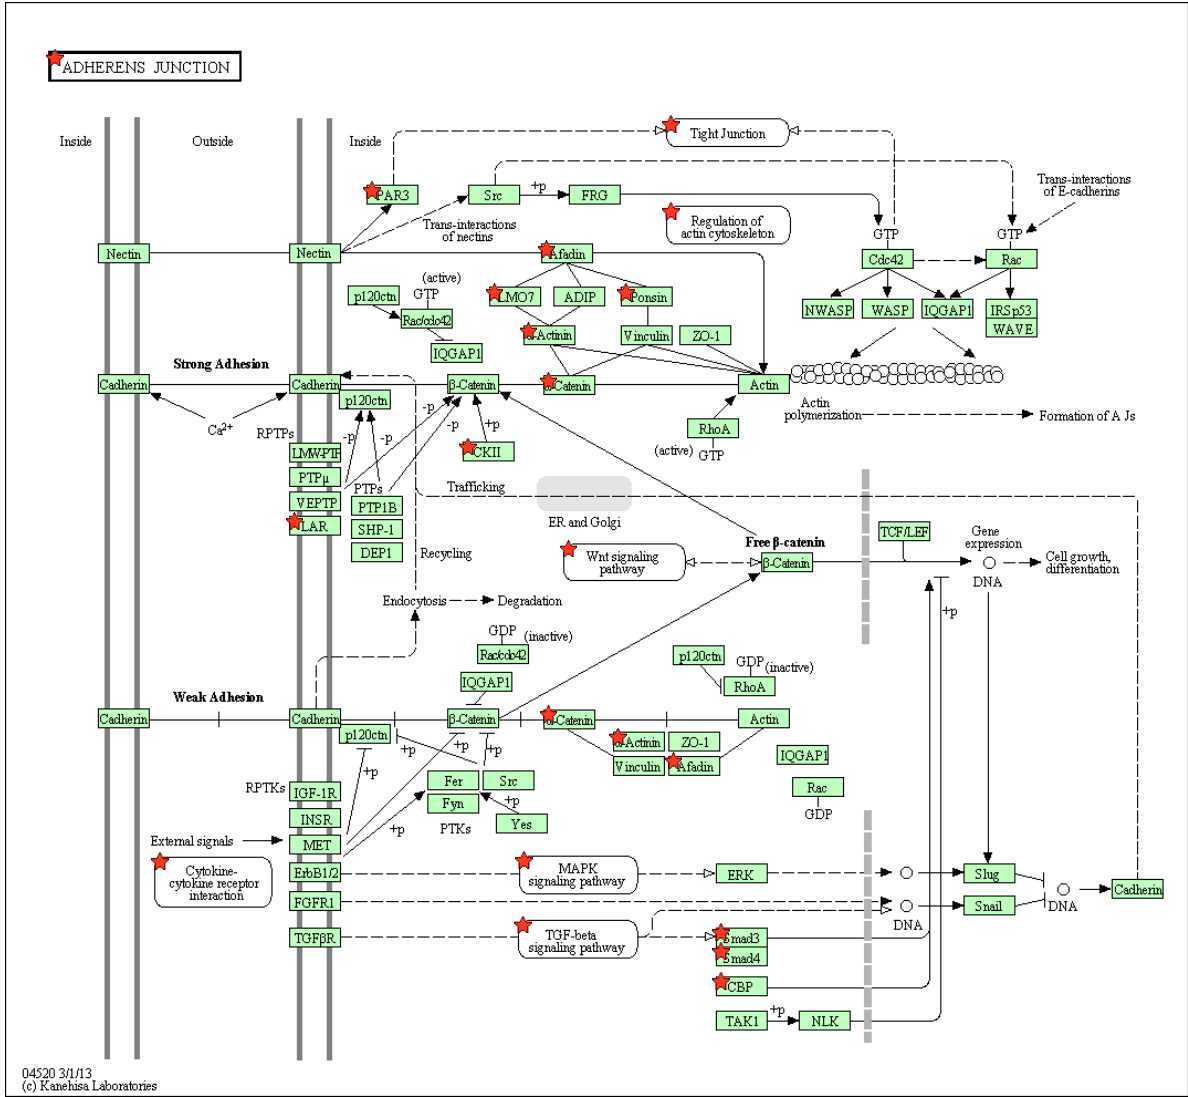 ADHERENS JUNCTION
Inside
Outside
Inside
Tight Junction
PAR3
Src
+p
FRG
Trans-interactions
of E-cadherins
Trans-interactions
of nectins
Regulation of
actin cytoskeleton
GTP
GTP
Nectin
Nectin
Afadin
Cdc42
Rac
(active)
GTP
p120ctn
Rac/cdc42
IQGAP1
LMO7
ADIP
Ponsin
α-Actinin
Vinculin
ZO-1
NWASP
WASP
IQGAP1
IRSp53
WAVE
Strong Adhesion
Cadherin
Cadherin
β-Catenin
α-Catenin
Actin
p120ctn
Ca2+
-p
-p
-p
-p
+p
CKII
Actin
polymerization
Formation of A Js
RhoA
(active)
GTP
RPTPs
LMW-PTP
PTPμ
VEPTP
LAR
PTPs
PTP1B
SHP-1
DEP1
Trafficking
Recycling
ER and Golgi
Wnt signaling
pathway
Free β-catenin
β-Catenin
TCF/LEF
Gene
expression
DNA
Cell growth,
differentiation
+p
Endocytosis
Degradation
GDP
(inactive)
Rac/cdc42
IQGAP1
p120ctn
GDP
(inactive)
RhoA
Weak Adhesion
Cadherin
Cadherin
β-Catenin
α-Catenin
Actin
p120ctn
+p
+p
+p
+p
α-Actinin
ZO-1
Vinculin
Afadin
IQGAP1
Rac
GDP
RPTKs
IGF-1R
INSR
MET
ErbB1/2
FGFR1
TGFβR
Fer
Src
Fyn
PTKs
+p
Yes
+p
External signals
Cytokine-
cytokine receptor
interaction
MAPK
signaling pathway
ERK
Slug
DNA
Snail
DNA
Cadherin
TGF-beta
signaling pathway
Smad3
Smad4
CBP
TAK1
+p
NLK
04520 3/1/13
(c) Kanehisa Laboratories